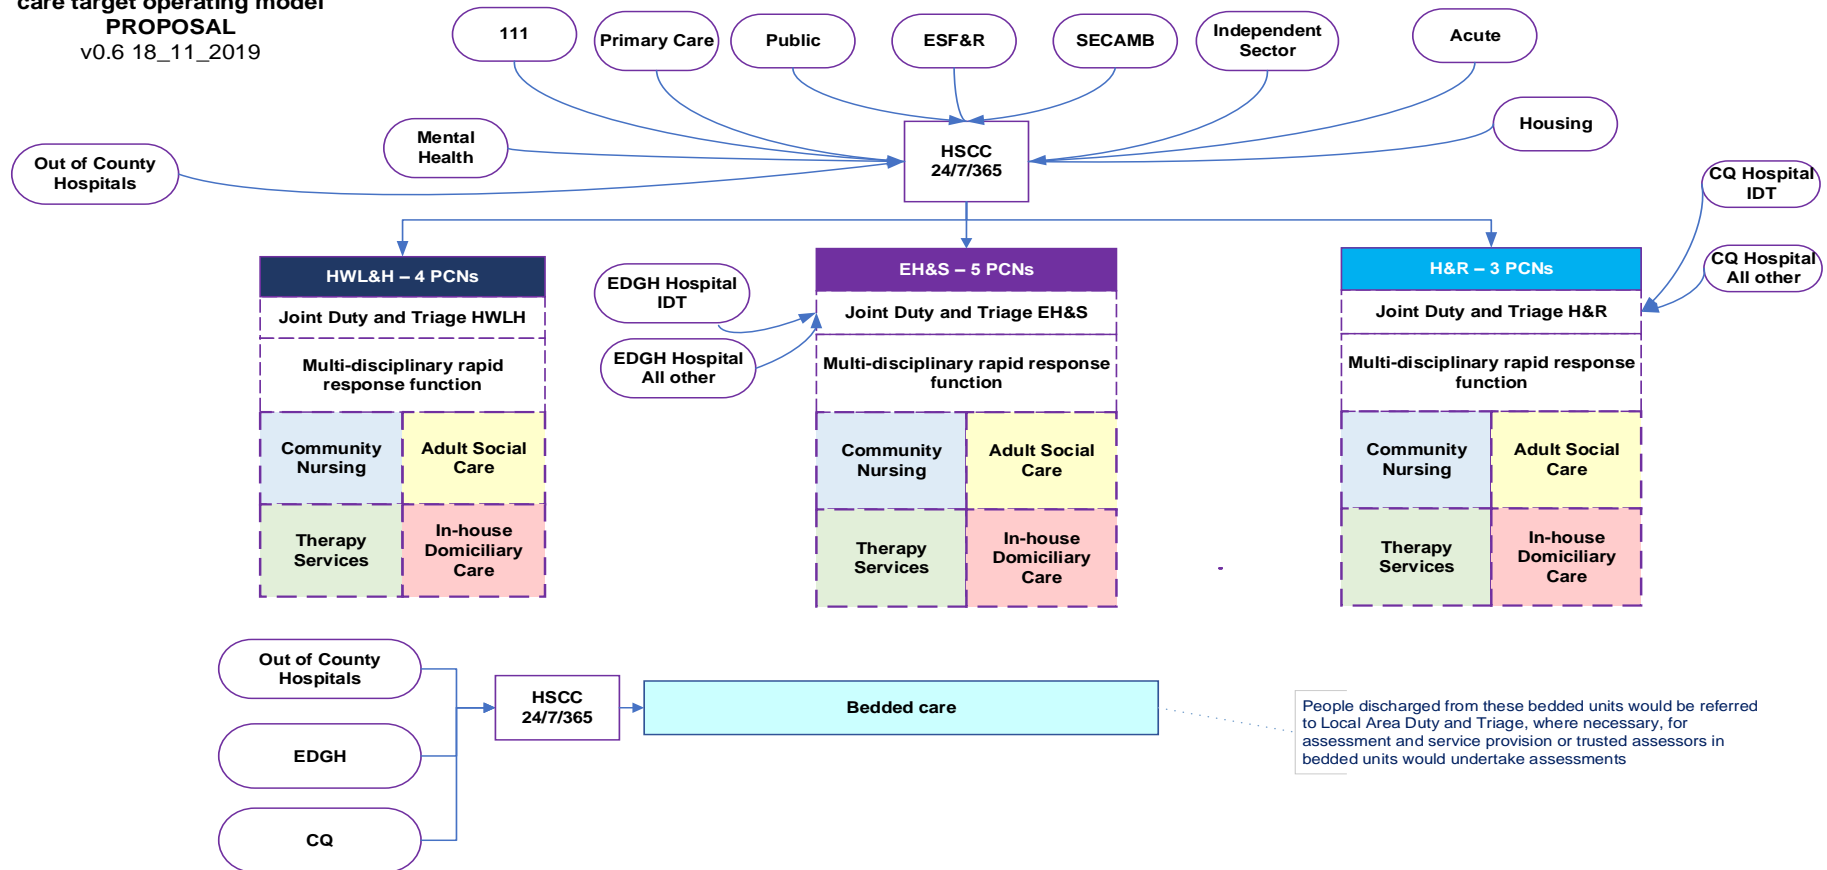 care target operating model
PROPOSAL
v0.6 18_11_2019
111
Primary Care
Public
ESF&R
SECAMB
Independent
Sector
Acute
Mental
Health
Housing
Out of County
Hospitals
HSCC
24/7/365
CQ Hospital
IDT
CQ Hospital
All other
HWL&H – 4 PCNs
Joint Duty and Triage HWLH
Multi-disciplinary rapid
response function
Community
Nursing
Adult Social
Care
Therapy
Services
In-house
Domiciliary
Care
EDGH Hospital
IDT
EDGH Hospital
All other
EH&S – 5 PCNs
Joint Duty and Triage EH&S
Multi-disciplinary rapid response
function
Community
Nursing
Adult Social
Care
Therapy
Services
In-house
Domiciliary
Care
H&R – 3 PCNs
Joint Duty and Triage H&R
Multi-disciplinary rapid response
function
Community
Nursing
Adult Social
Care
Therapy
Services
In-house
Domiciliary
Care
Out of County
Hospitals
EDGH
CQ
HSCC
24/7/365
Bedded care
People discharged from these bedded units would be referred
to Local Area Duty and Triage, where necessary, for
assessment and service provision or trusted assessors in
bedded units would undertake assessments